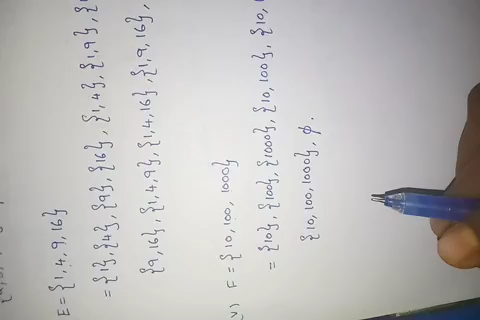 E = {1, 4, 9, 16}
= {1}, {4}, {9}, {16}, {1, 4}, {1, 9},
{9, 16}, {1, 4, 9}, {1, 4, 16}, {1, 9, 16},
v) F = {10, 100, 1000}
= {10}, {100}, {1000}, {10, 100}, {10,
{10, 100, 1000}, ϕ.